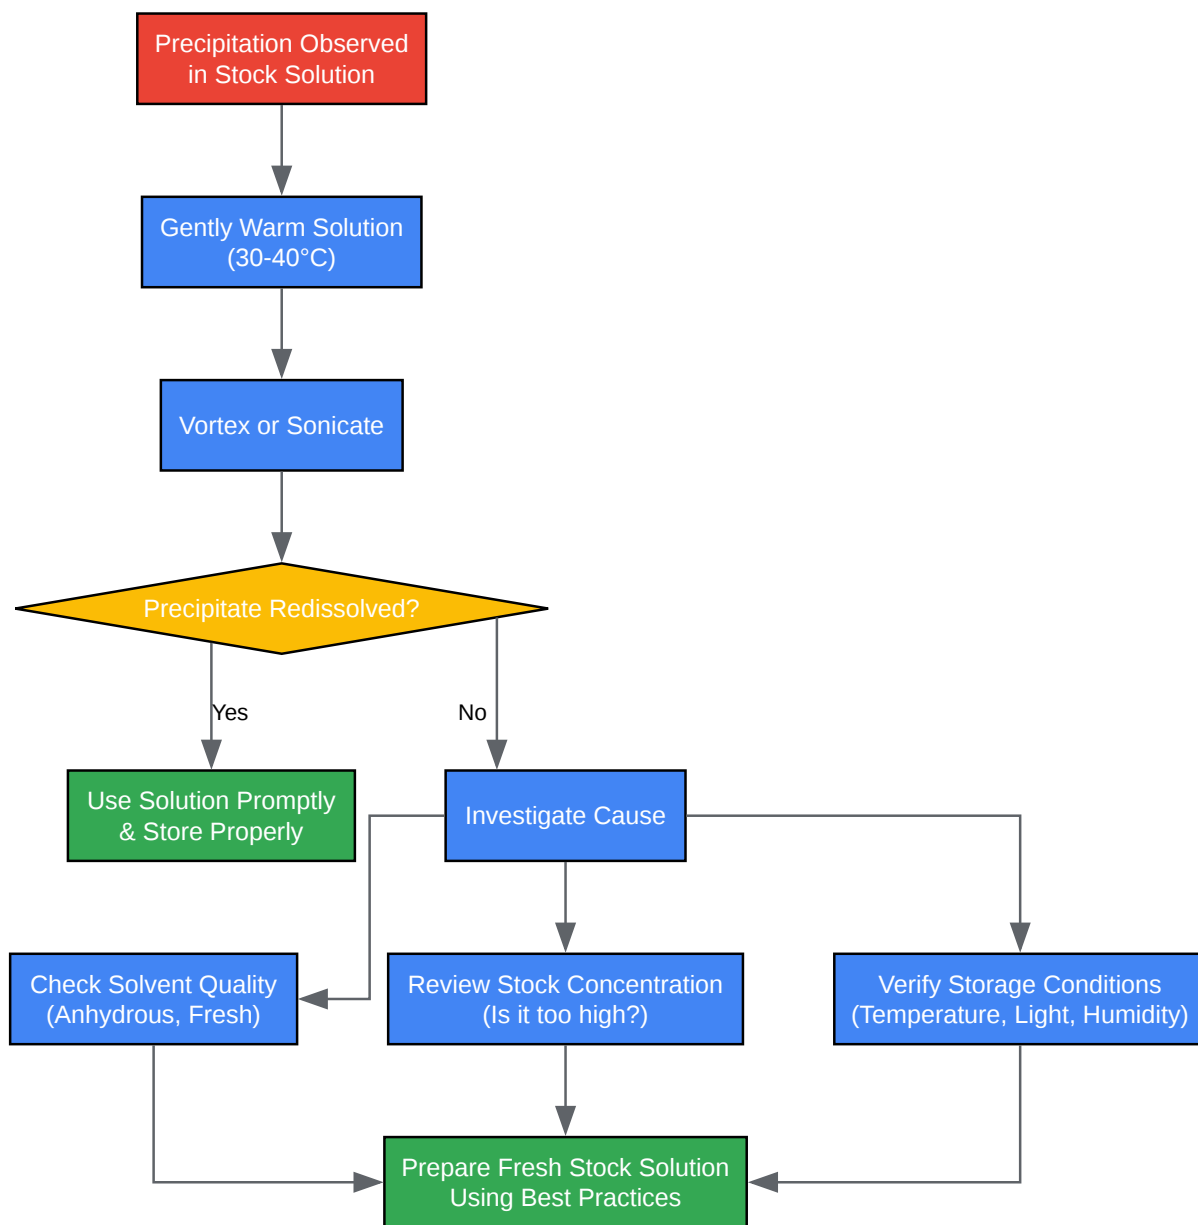 Precipitation Observed
in Stock Solution
Gently Warm Solution
(30-40°C)
Vortex or Sonicate
Precipitate Redissolved?
Yes
No
Use Solution Promptly
& Store Properly
Investigate Cause
Check Solvent Quality
(Anhydrous, Fresh)
Review Stock Concentration
(Is it too high?)
Verify Storage Conditions
(Temperature, Light, Humidity)
Prepare Fresh Stock Solution
Using Best Practices